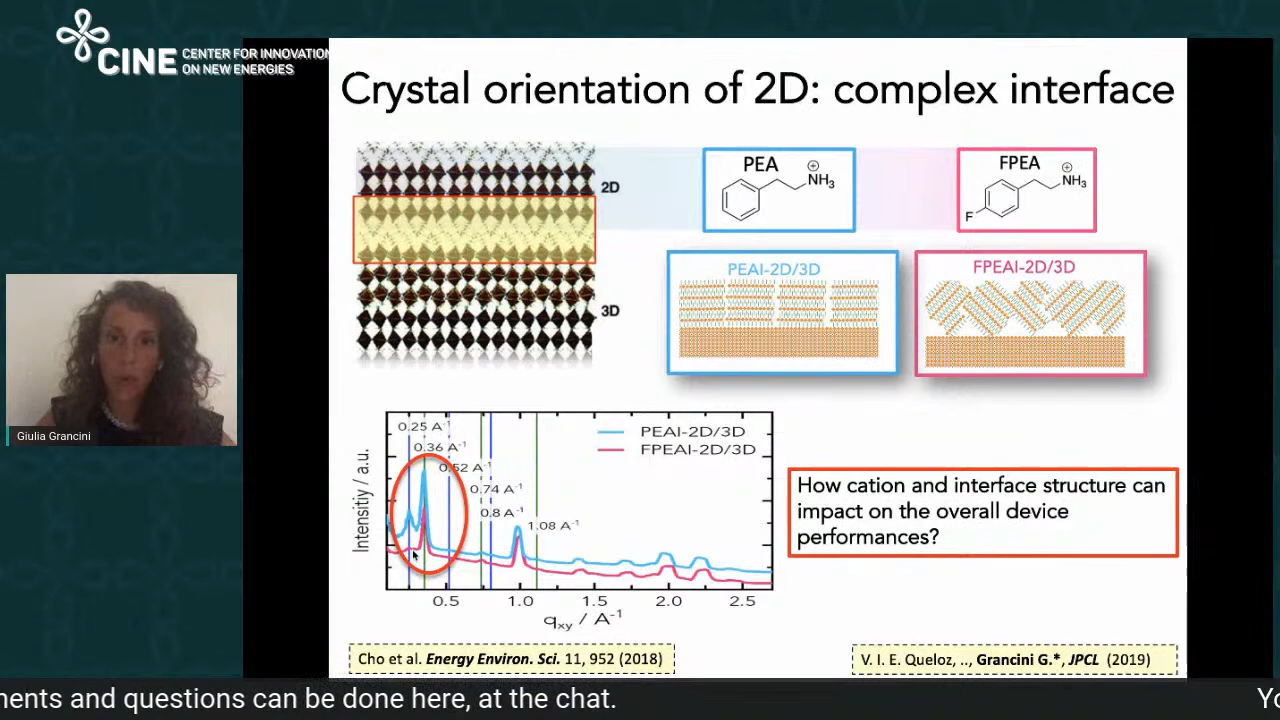 CINE
CENTER FOR INNOVATION
ON NEW ENERGIES
Crystal orientation of 2D: complex interface
2D
3D
PEA
NH3
FPEA
NH3
F
PEAI-2D/3D
FPEAI-2D/3D
Giulia Grancini
0.25 A-1
0.36 A-1
0.52 A-1
0.74 A-1
0.8 A-1
1.08 A-1
PEAI-2D/3D
FPEAI-2D/3D
Intensitiy / a.u.
0.5 1.0 1.5 2.0 2.5
qxy / A-1
How cation and interface structure can
impact on the overall device
performances?
Cho et al. Energy Environ. Sci. 11, 952 (2018)
V. I. E. Queloz, .., Grancini G.*, JPCL (2019)
and questions can be done here, at the chat.